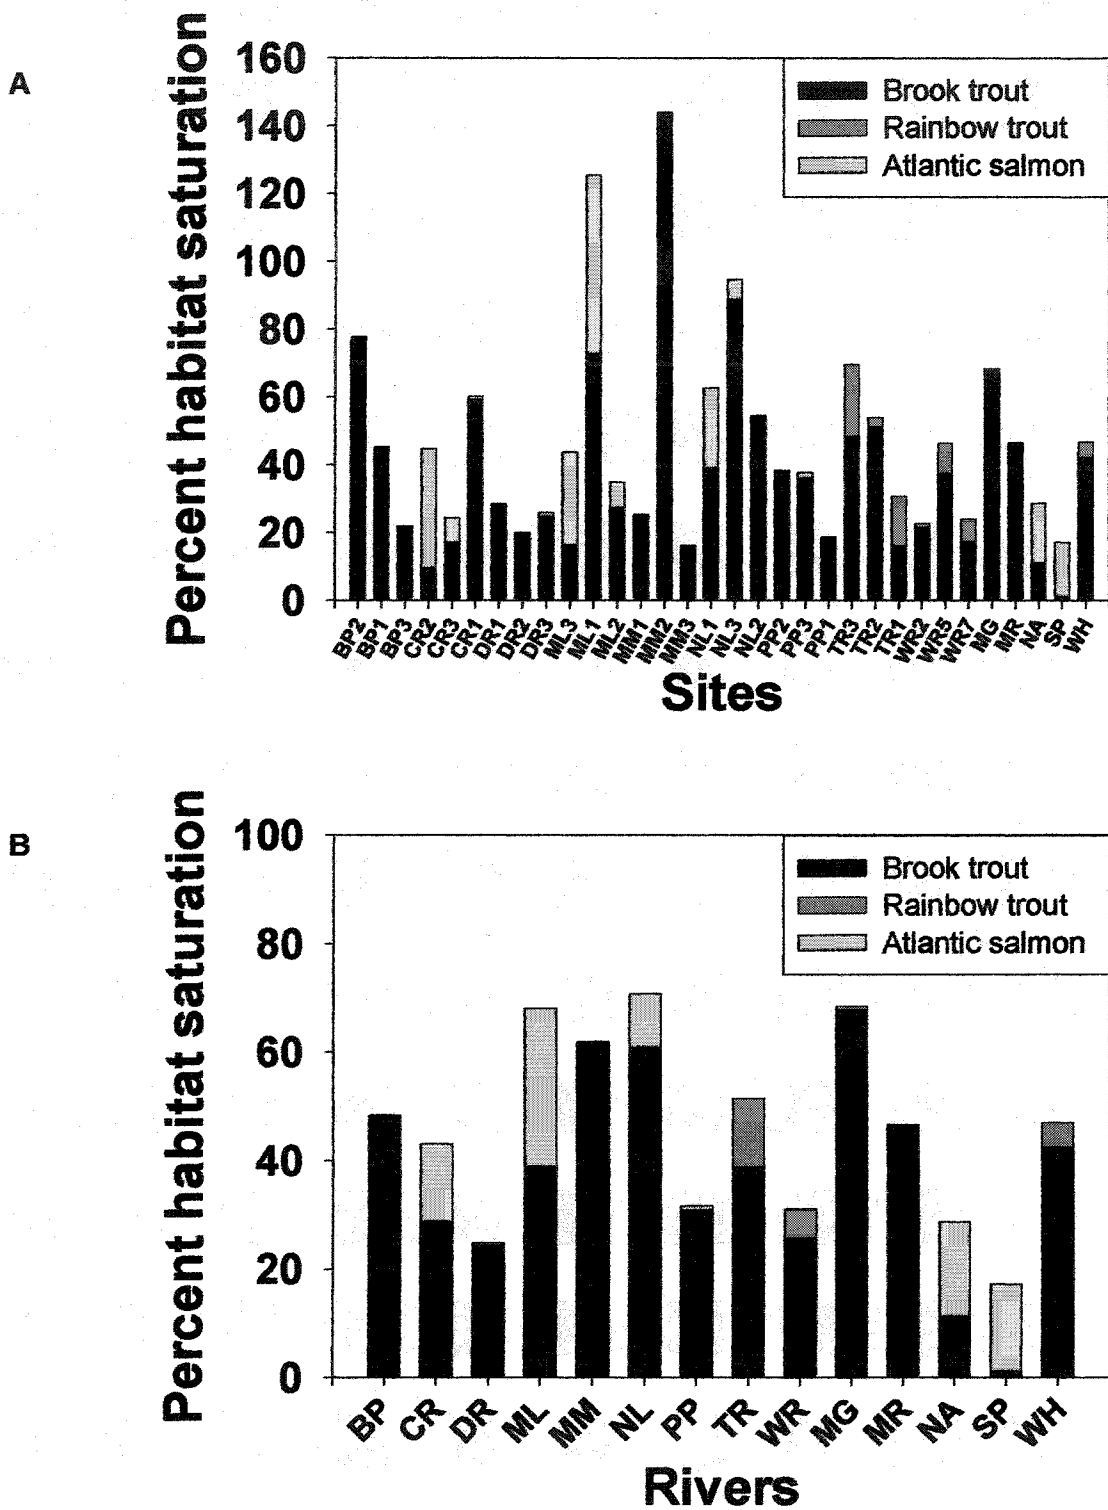 A
Percent habitat saturation
160
140
120
100
80
60
40
20
0
Brook trout
Rainbow trout
Atlantic salmon
BP2 BP1 BP3 CR2 CR3 CR1 DR1 DR2 DR3 ML3 ML1 ML2 MM1 MM2 MM3 NL1 NL3 NL2 PP2 PP3 PP1 TR3 TR2 TR1 WR2 WR5 WR7 MG MR NA SP WH
Sites
B
Percent habitat saturation
100
80
60
40
20
0
Brook trout
Rainbow trout
Atlantic salmon
BP CR DR ML MM NL PP TR WR MG MR NA SP WH
Rivers